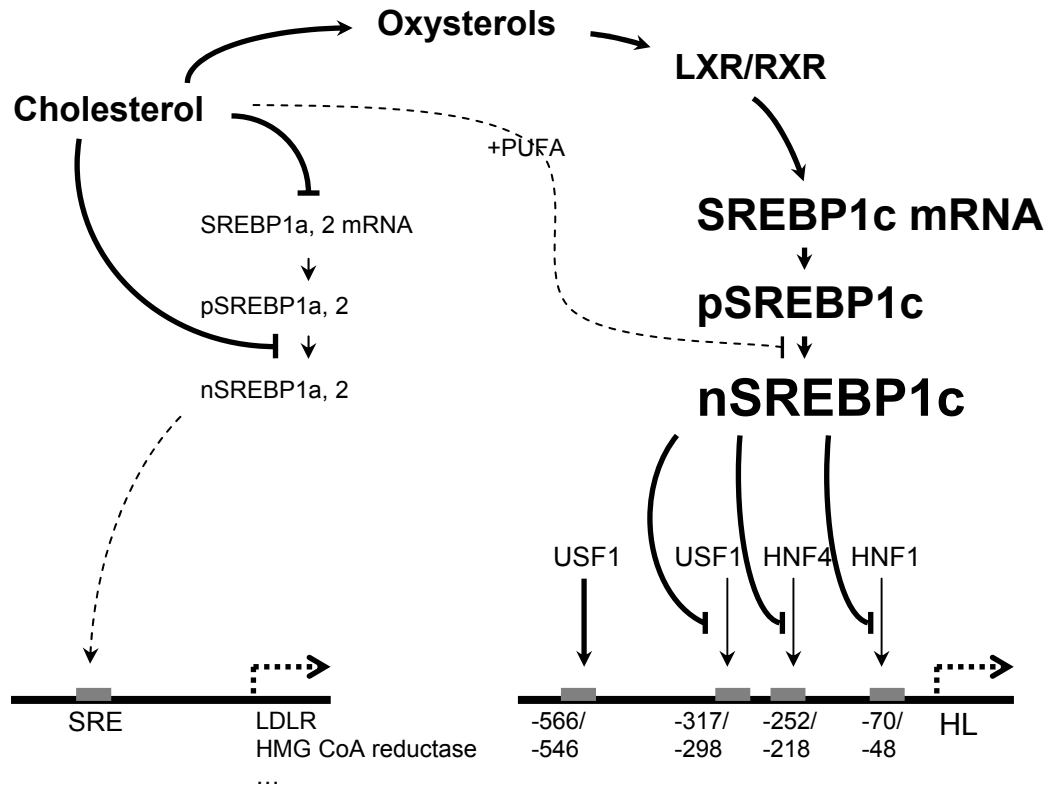 Oxysterols
LXR/RXR
Cholesterol
+PUFA
SREBP1c mRNA
SREBP1a, 2 mRNA
pSREBP1c
pSREBP1a, 2
nSREBP1c
nSREBP1a, 2
USF1 USF1 HNF4 HNF1
SRE
LDLR
HMG CoA reductase
...
-566/
-546
-317/
-298
-252/
-218
-70/
-48
HL